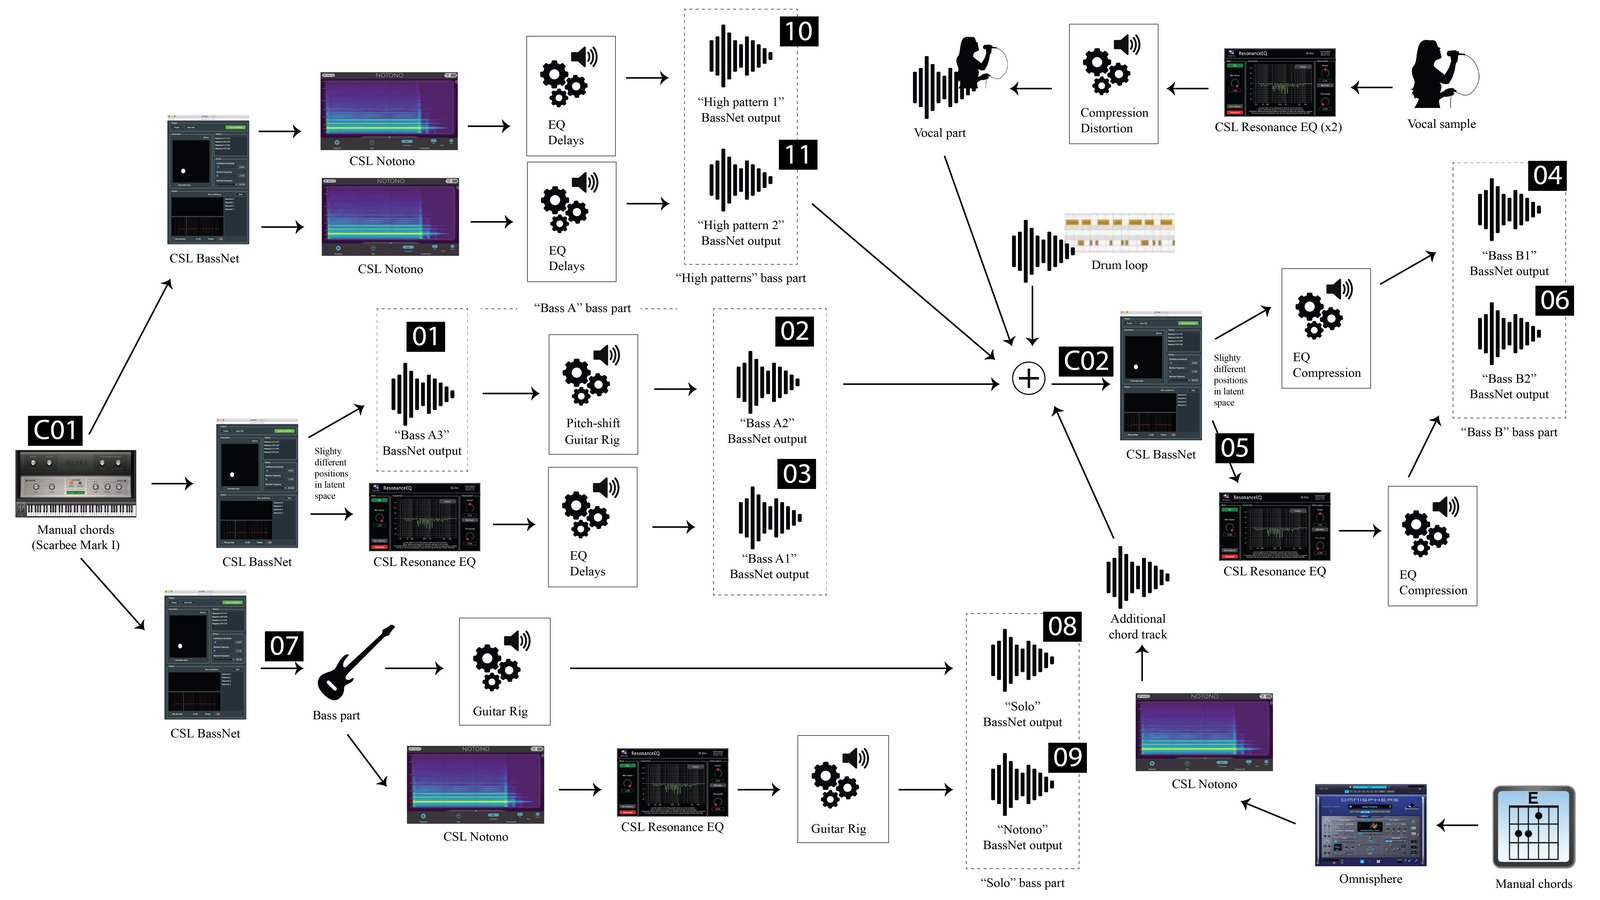 10
"High pattern 1"
BassNet output
11
"High pattern 2"
BassNet output
"High patterns" bass part
NOTONO
CSL Notono
EQ
Delays
NOTONO
CSL Notono
EQ
Delays
CSL BassNet
Vocal part
Compression
Distortion
ResonanceEQ
CSL Resonance EQ (x2)
Vocal sample
Drum loop
C01
Manual chords
(Scarbee Mark I)
CSL BassNet
Slighty
different
positions
in latent
space
"Bass A" bass part
01
"Bass A3"
BassNet output
Pitch-shift
Guitar Rig
02
"Bass A2"
BassNet output
ResonanceEQ
CSL Resonance EQ
EQ
Delays
03
"Bass A1"
BassNet output
C02
CSL BassNet
Slighty
different
positions
in latent
space
EQ
Compression
04
"Bass B1"
BassNet output
06
"Bass B2"
BassNet output
"Bass B" bass part
05
ResonanceEQ
CSL Resonance EQ
EQ
Compression
CSL BassNet
07
Bass part
Guitar Rig
08
"Solo"
BassNet output
NOTONO
CSL Notono
ResonanceEQ
CSL Resonance EQ
Guitar Rig
09
"Notono"
BassNet output
"Solo" bass part
Additional
chord track
NOTONO
CSL Notono
OMNISPHERE
Omnisphere
E
Manual chords